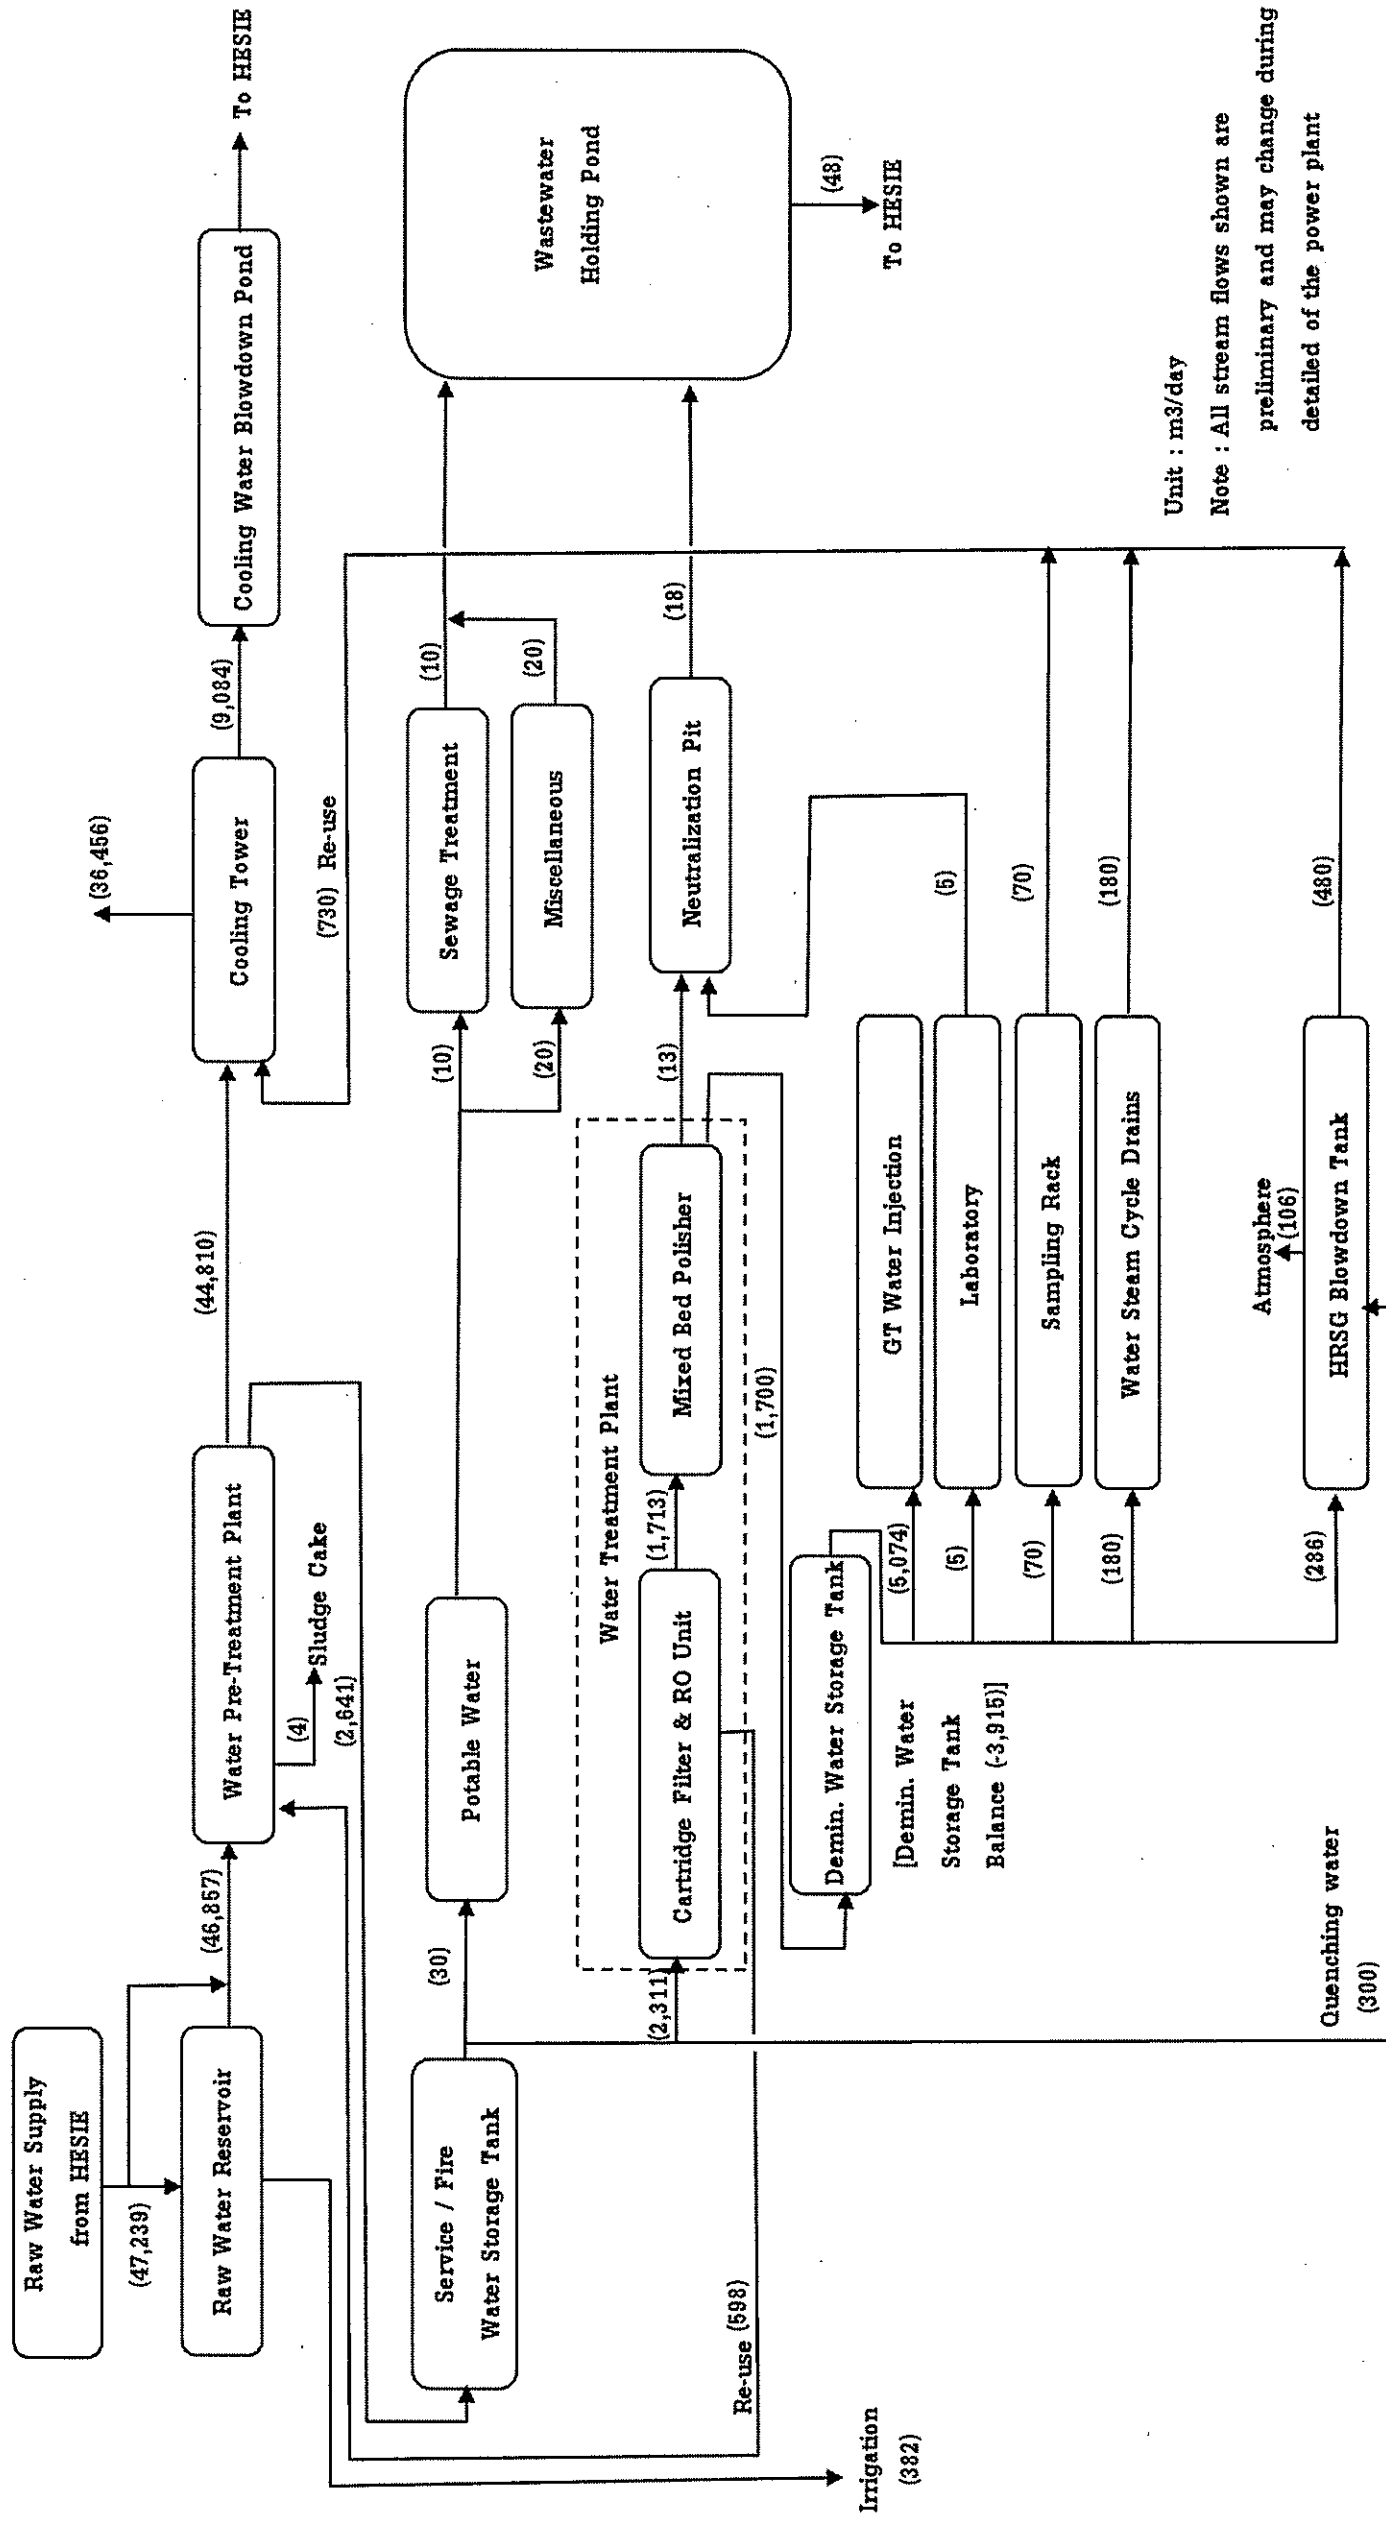 Raw Water Supply
from HESIE
(47,239)
Raw Water Reservoir
(46,857)
Water Pre-Treatment Plant
(4)
Sludge Cake
(2,641)
(44,810)
Cooling Tower
(36,456)
(9,084)
Cooling Water Blowdown Pond
To HESIE
(730) Re-use
Service / Fire
Water Storage Tank
(30)
Potable Water
(10)
Sewage Treatment
(10)
(20)
Miscellaneous
(20)
Wastewater
Holding Pond
(48)
To HESIE
Water Treatment Plant
(2,311)
Cartridge Filter & RO Unit
(1,713)
Mixed Bed Polisher
(13)
Neutralization Pit
(18)
Re-use (598)
(1,700)
Irrigation
(382)
Demin. Water Storage Tank
[Demin. Water
Storage Tank
Balance (-3,915)]
(5,074)
GT Water Injection
(5)
Laboratory
(5)
(70)
Sampling Rack
(70)
(180)
Water Steam Cycle Drains
(180)
Atmosphere
(106)
(286)
HRSG Blowdown Tank
(480)
Quenching water
(300)
Unit : m3/day
Note : All stream flows shown are
preliminary and may change during
detailed of the power plant